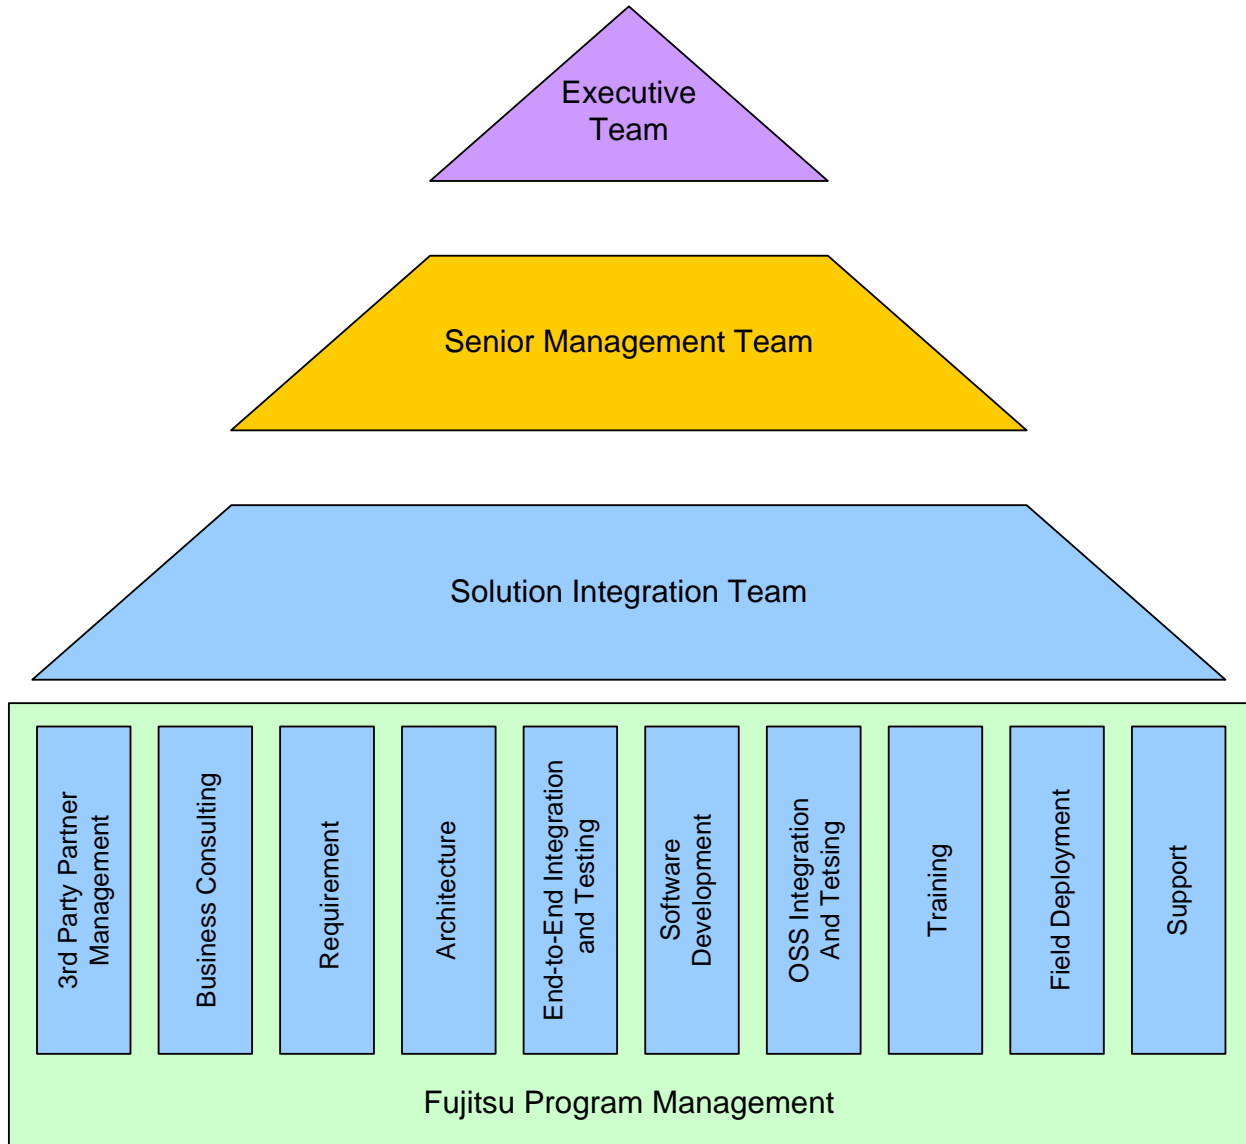 Executive
Team
Senior Management Team
Solution Integration Team
3rd Party Partner
Management
Business Consulting
Requirement
Architecture
End-to-End Integration
and Testing
Software
Development
OSS Integration
And Tetsing
Training
Field Deployment
Support
Fujitsu Program Management